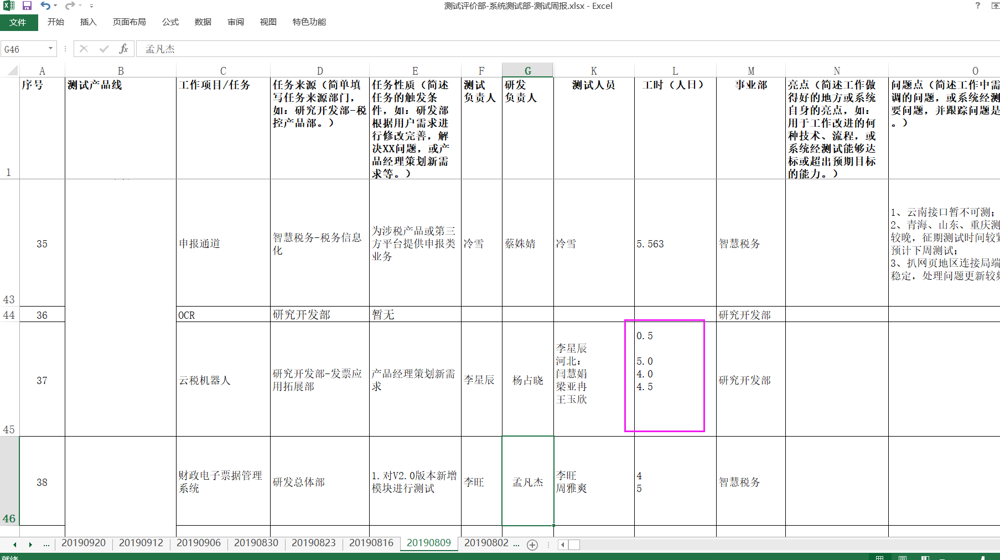 测试评价部-系统测试部-测试周报.xlsx - Excel
?
文件 开始 插入 页面布局 公式 数据 审阅 视图 特色功能
G46 fx 孟凡杰
A B C D E F G K L M N O
1
序号
测试产品线
工作项目/任务
任务来源（简单填
写任务来源部门，
如：研究开发部-税
控产品部。）
任务性质（简述
任务的触发条
件，如：研发部
根据用户需求进
行修改完善，解
决XX问题，或产
品经理策划新需
求等。）
测试
负责人
研发
负责人
测试人员
工时（人日）
事业部
亮点（简述工作做
得好的地方或系统
自身的亮点，如：
用于工作改进的何
种技术、流程，或
系统经测试能够达
标或超出预期目标
的能力。）
问题点（简述工作中需
调的问题，或系统经测
要问题，并跟踪问题是
。）
43
35
申报通道
智慧税务-税务信息
化
为涉税产品或第三
方平台提供申报类
业务
冷雪
蔡姝婧
冷雪
5.563
智慧税务
1、云南接口暂不可测；
2、青海、山东、重庆测
较晚，征期测试时间较紧
预计下周测试；
3、扒网页地区连接局端
稳定，处理问题更新较频
44
36
OCR
研究开发部
暂无
研究开发部
45
37
云税机器人
研究开发部-发票应
用拓展部
产品经理策划新需
求
李星辰
杨占晓
李星辰
河北：
闫慧娟
梁亚冉
王玉欣
0.5
5.0
4.0
4.5
研究开发部
46
38
财政电子票据管理
系统
研发总体部
1.对V2.0版本新增
模块进行测试
李旺
孟凡杰
李旺
周雅爽
4
5
智慧税务
... 20190920 20190912 20190906 20190830 20190823 20190816 20190809 20190802 ...
就绪